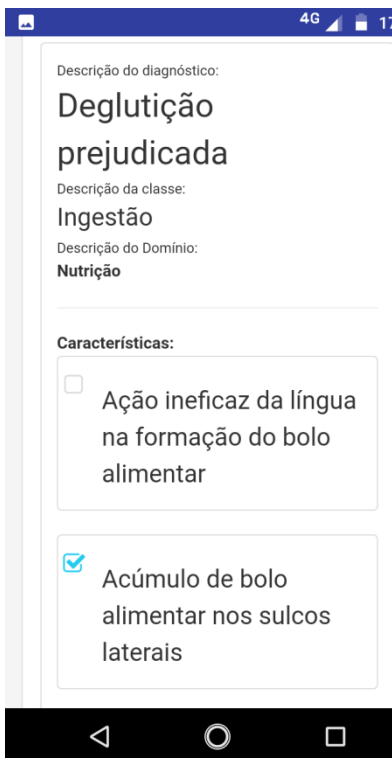 4G 17
Descrição do diagnóstico:
Deglutição
prejudicada
Descrição da classe:
Ingestão
Descrição do Domínio:
Nutrição
Características:
Ação ineficaz da língua
na formação do bolo
alimentar
Acúmulo de bolo
alimentar nos sulcos
laterais